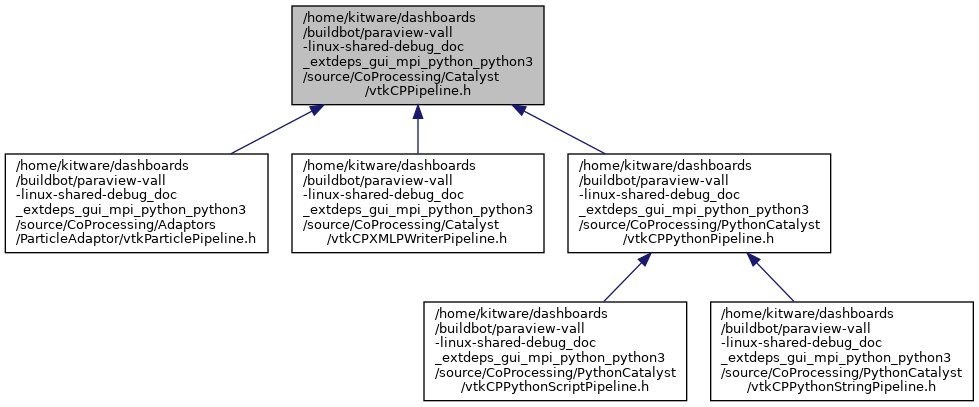 /home/kitware/dashboards
/buildbot/paraview-vall
-linux-shared-debug_doc
_extdeps_gui_mpi_python_python3
/source/CoProcessing/Catalyst
/vtkCPPipeline.h
/home/kitware/dashboards
/buildbot/paraview-vall
-linux-shared-debug_doc
_extdeps_gui_mpi_python_python3
/source/CoProcessing/Adaptors
/ParticleAdaptor/vtkParticlePipeline.h
/home/kitware/dashboards
/buildbot/paraview-vall
-linux-shared-debug_doc
_extdeps_gui_mpi_python_python3
/source/CoProcessing/Catalyst
/vtkCPXMLPWriterPipeline.h
/home/kitware/dashboards
/buildbot/paraview-vall
-linux-shared-debug_doc
_extdeps_gui_mpi_python_python3
/source/CoProcessing/PythonCatalyst
/vtkCPPythonPipeline.h
/home/kitware/dashboards
/buildbot/paraview-vall
-linux-shared-debug_doc
_extdeps_gui_mpi_python_python3
/source/CoProcessing/PythonCatalyst
/vtkCPPythonScriptPipeline.h
/home/kitware/dashboards
/buildbot/paraview-vall
-linux-shared-debug_doc
_extdeps_gui_mpi_python_python3
/source/CoProcessing/PythonCatalyst
/vtkCPPythonStringPipeline.h